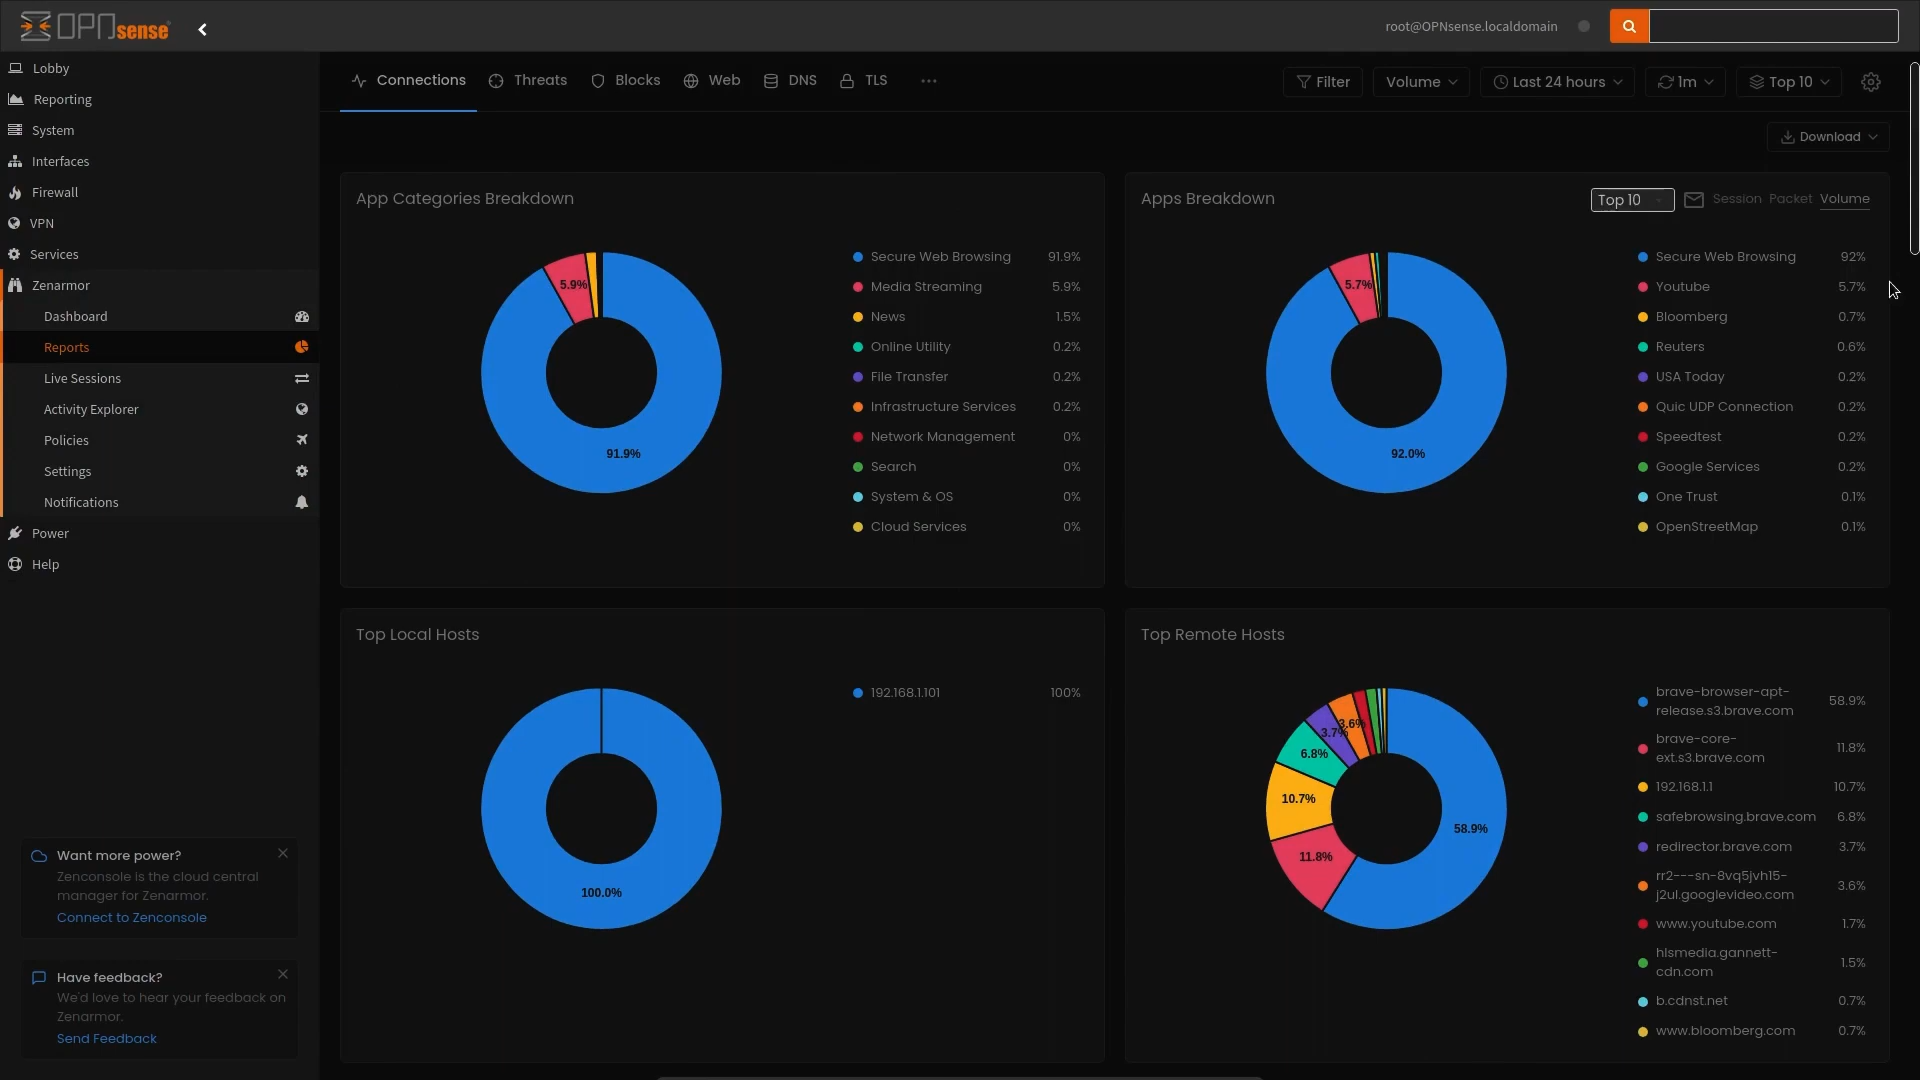 OPNsense
root@OPNsense.localdomain
Lobby
Reporting
System
Interfaces
Firewall
VPN
Services
Zenarmor
Dashboard
Reports
Live Sessions
Activity Explorer
Policies
Settings
Notifications
Power
Help
Want more power?
Zenconsole is the cloud central
manager for Zenarmor.
Connect to Zenconsole
Have feedback?
We'd love to hear your feedback on
Zenarmor.
Send Feedback
Connections
Threats
Blocks
Web
DNS
TLS
Filter
Volume
Last 24 hours
1m
Top 10
Download
App Categories Breakdown
5.9%
91.9%
Secure Web Browsing 91.9%
Media Streaming 5.9%
News 1.5%
Online Utility 0.2%
File Transfer 0.2%
Infrastructure Services 0.2%
Network Management 0%
Search 0%
System & OS 0%
Cloud Services 0%
Apps Breakdown
Top 10
Session Packet Volume
5.7%
92.0%
Secure Web Browsing 92%
Youtube 5.7%
Bloomberg 0.7%
Reuters 0.6%
USA Today 0.2%
Quic UDP Connection 0.2%
Speedtest 0.2%
Google Services 0.2%
One Trust 0.1%
OpenStreetMap 0.1%
Top Local Hosts
100.0%
192.168.1.101 100%
Top Remote Hosts
3.6%
3.7%
6.8%
10.7%
11.8%
58.9%
brave-browser-apt-
release.s3.brave.com 58.9%
brave-core-
ext.s3.brave.com 11.8%
192.168.1.1 10.7%
safebrowsing.brave.com 6.8%
redirector.brave.com 3.7%
rr2---sn-8vq5jvh15-
j2ul.googlevideo.com 3.6%
www.youtube.com 1.7%
hlsmedia.gannett-
cdn.com 1.5%
b.cdnst.net 0.7%
www.bloomberg.com 0.7%